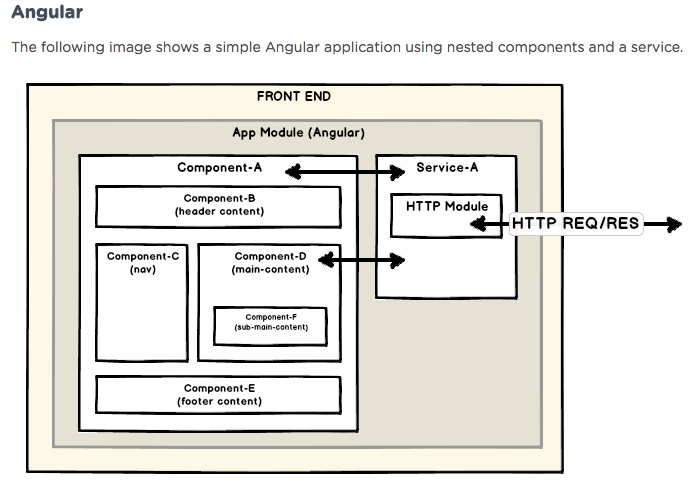 Angular
The following image shows a simple Angular application using nested components and a service.
FRONT END
App Module (Angular)
Component-A
Service-A
Component-B
(header content)
HTTP Module
HTTP REQ/RES
Component-C
(nav)
Component-D
(main-content)
Component-F
(sub-main-content)
Component-E
(footer content)